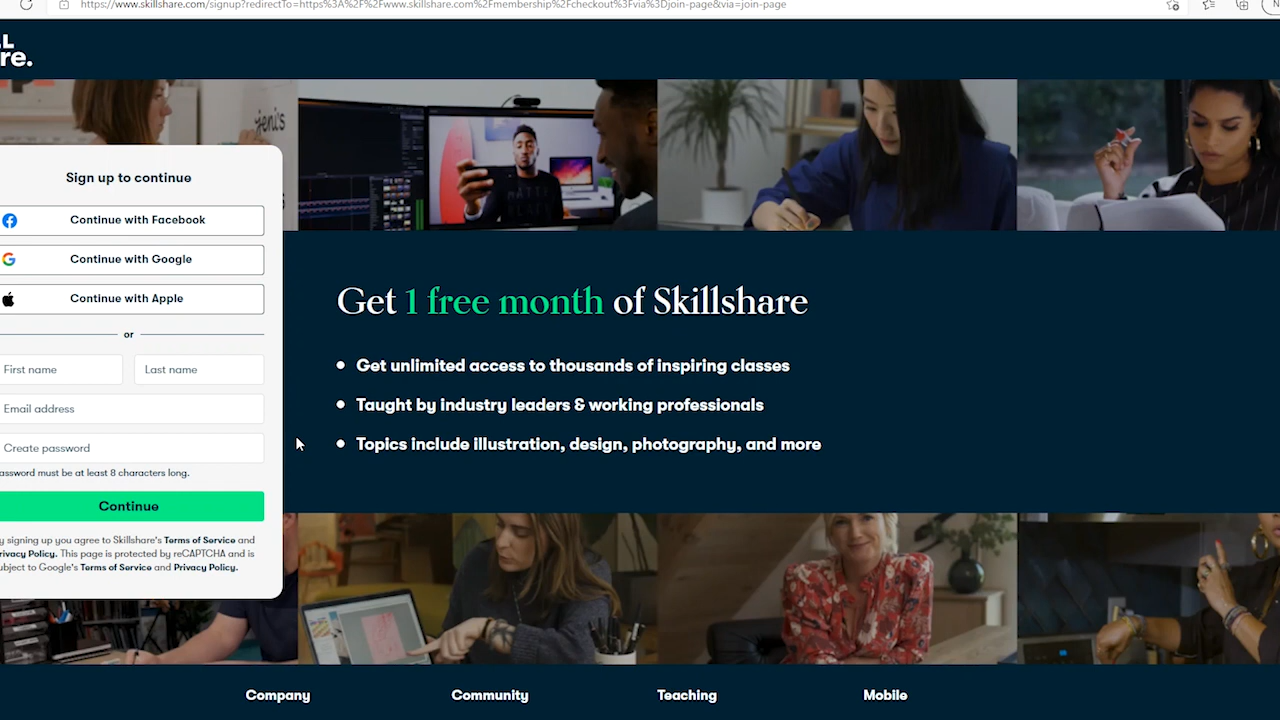 https://www.skillshare.com/signup?redirectTo=https%3A%2F%2Fwww.skillshare.com%2Fmembership%2Fcheckout%3Fvia%3Djoin-page&via=join-page
LL
re.
jeni's
Sign up to continue
Continue with Facebook
Continue with Google
Continue with Apple
or
First name
Last name
Email address
Create password
assword must be at least 8 characters long.
Continue
y signing up you agree to Skillshare's Terms of Service and
rivacy Policy. This page is protected by reCAPTCHA and is
ubject to Google's Terms of Service and Privacy Policy.
Get 1 free month of Skillshare
Get unlimited access to thousands of inspiring classes
Taught by industry leaders & working professionals
Topics include illustration, design, photography, and more
Company
Community
Teaching
Mobile